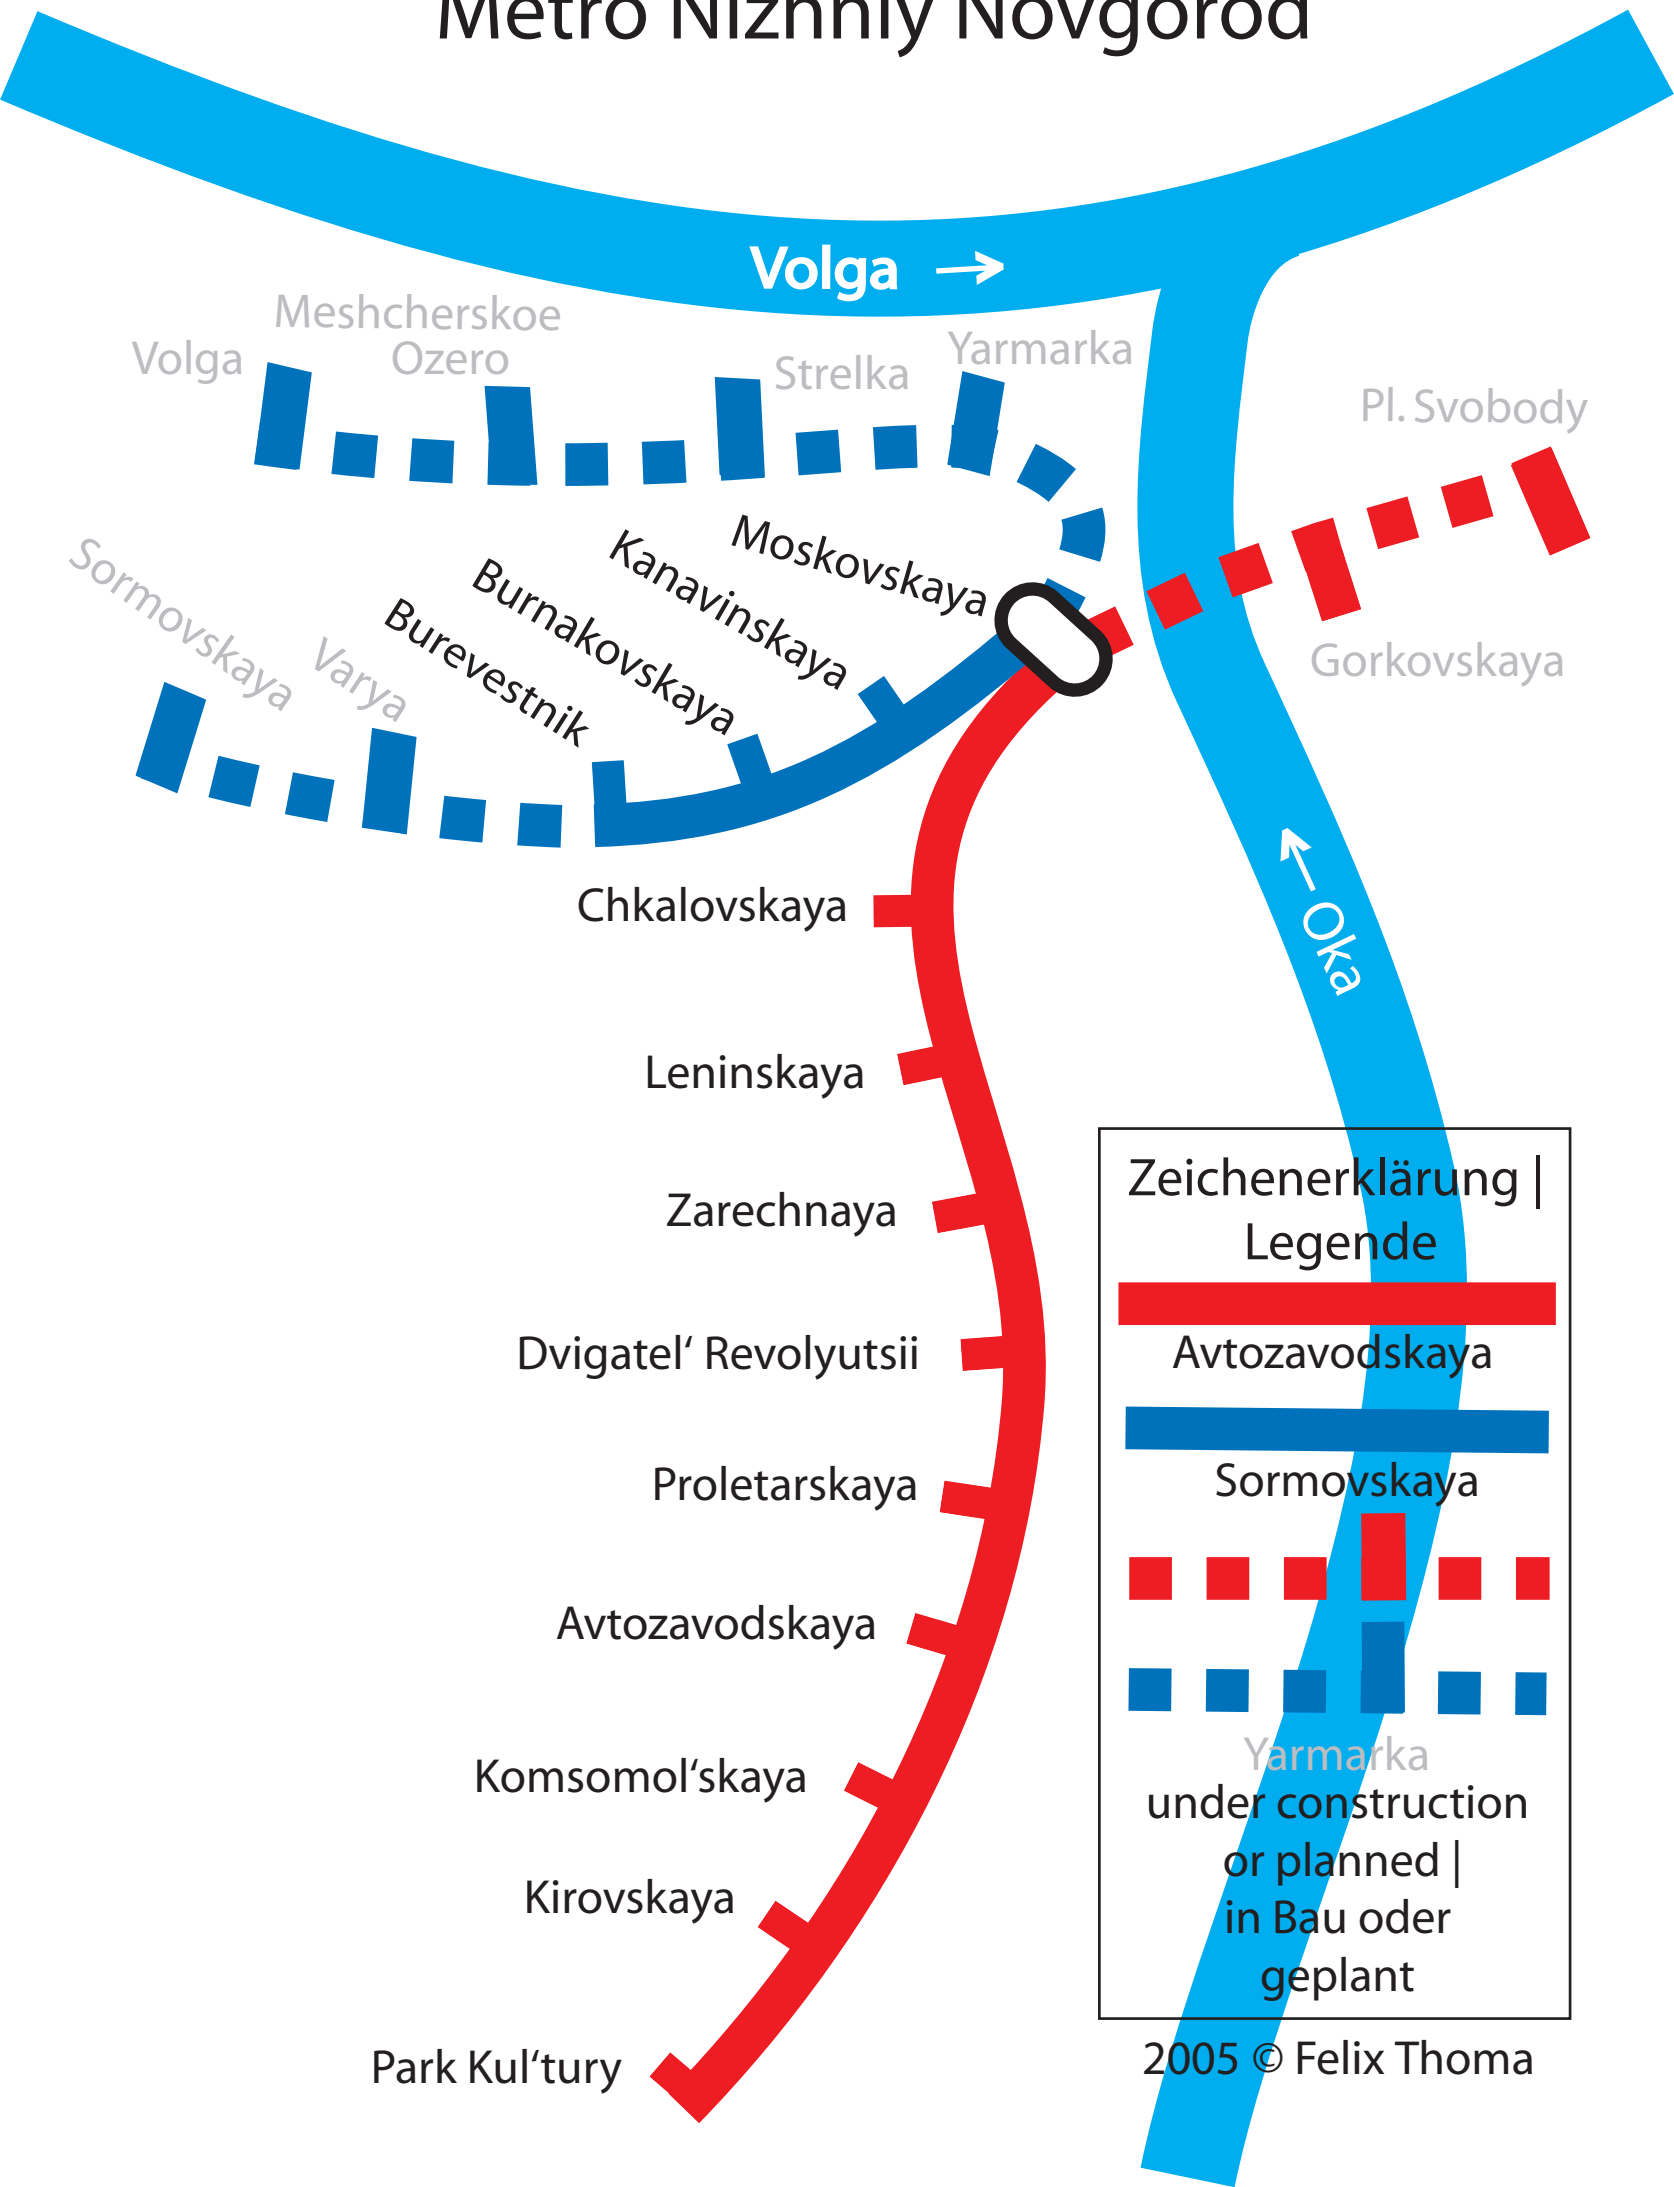 Metro Nizhniy Novgorod
Volga →
Meshcherskoe
Ozero
Volga
Strelka
Yarmarka
Pl. Svobody
Gorkovskaya
Moskovskaya
Kanavinskaya
Burnakovskaya
Burevestnik
Varya
Sormovskaya
← Oka
Chkalovskaya
Leninskaya
Zarechnaya
Dvigatel‘ Revolyutsii
Proletarskaya
Avtozavodskaya
Komsomol‘skaya
Kirovskaya
Park Kul‘tury
Zeichenerklärung |
Legende
Avtozavodskaya
Sormovskaya
Yarmarka
under construction
or planned |
in Bau oder
geplant
2005 © Felix Thoma